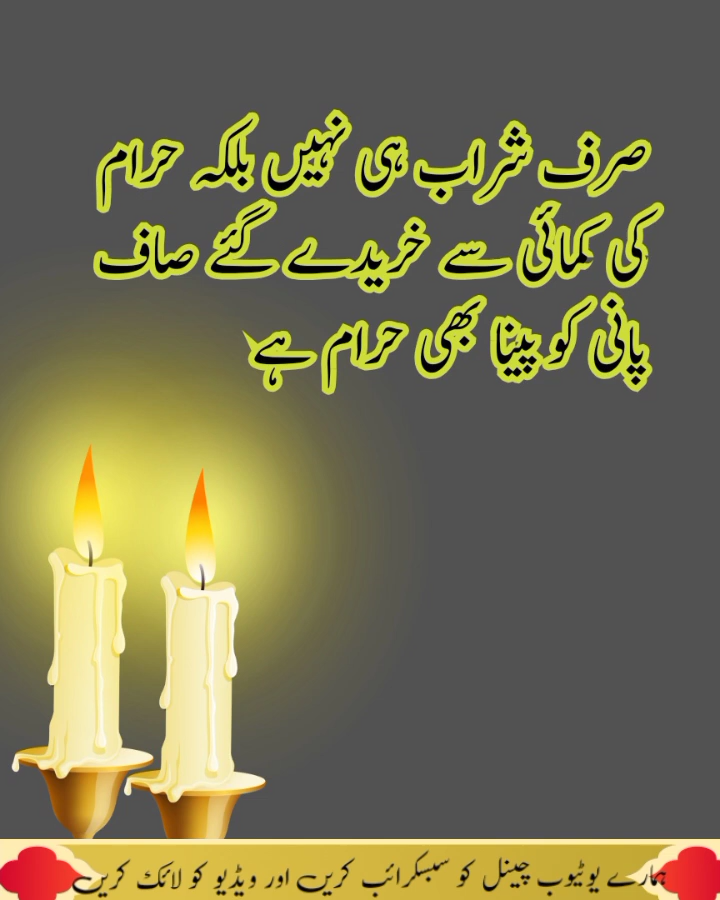 صرف شراب ہی نہیں بلکہ حرام
کی کمائی سے خریدے گئے صاف
پانی کو پینا بھی حرام ہے
ہمارے یوٹیوب چینل کو سبسکرائب کریں اور ویڈیو کو لائک کریں